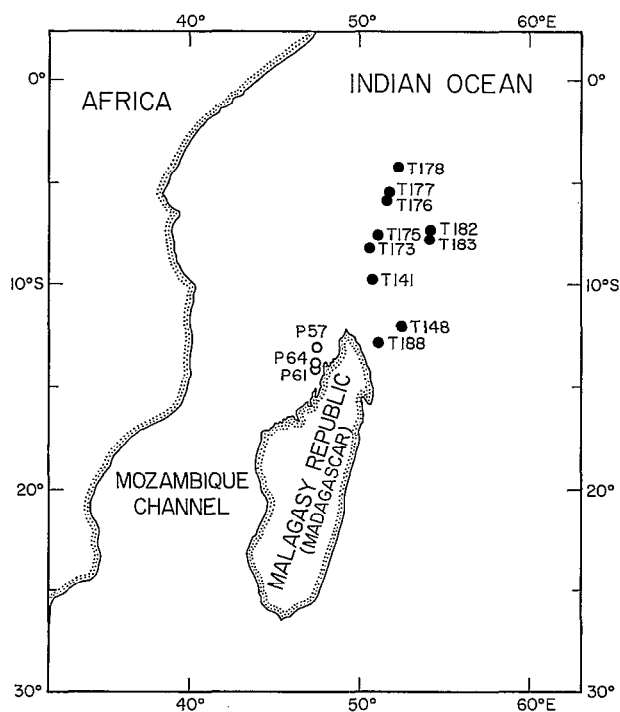 40° 50° 60°E
0° 0°
AFRICA
INDIAN OCEAN
T178
T177
T176
T175
T182
T183
T173
10°S 10°
T141
P57
T148
T188
P64
P61
MALAGASY REPUBLIC
(MADAGASCAR)
MOZAMBIQUE
CHANNEL
20° 20°
30° 30°
40° 50° 60°